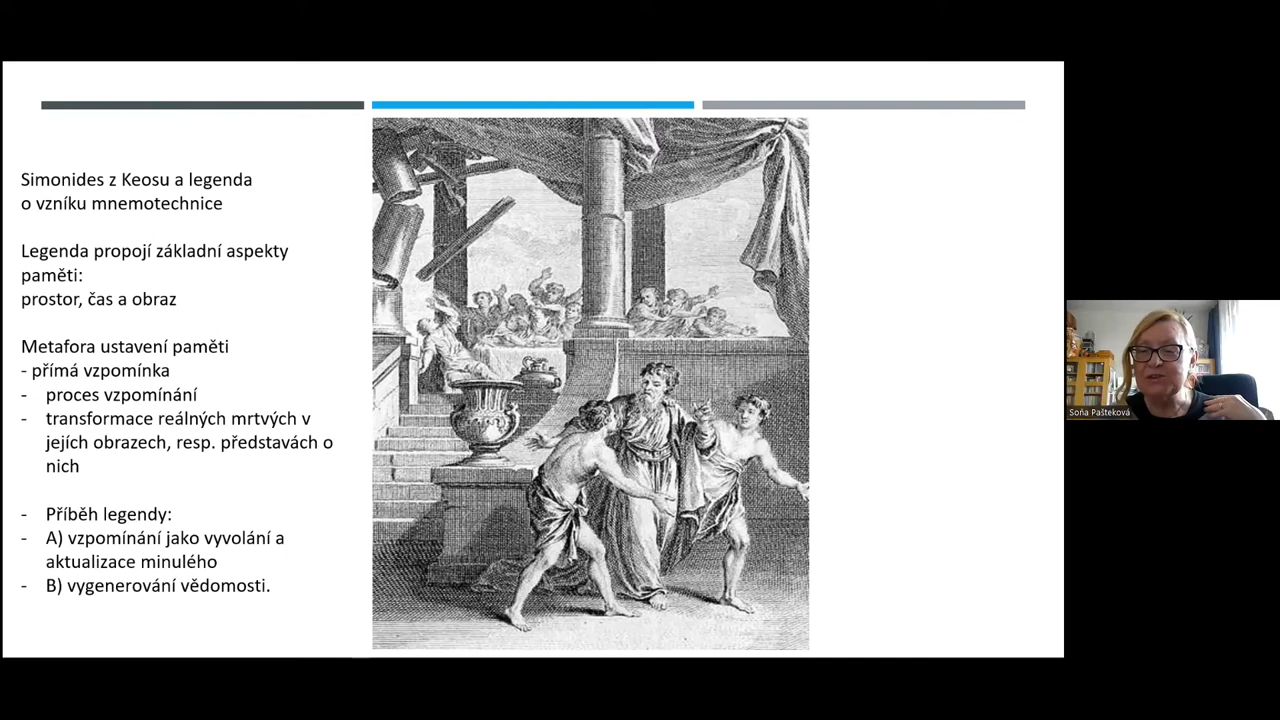 Simonides z Keosu a legenda
o vzníku mnemotechnice
Legenda propojí základní aspekty
paměti:
prostor, čas a obraz
Metafora ustavení paměti
- přímá vzpomínka
- proces vzpomínání
- transformace reálných mrtvých v
jejích obrazech, resp. představách o
nich
- Příběh legendy:
- A) vzpomínání jako vyvolání a
aktualizace minulého
- B) vygenerování vědomosti.
Soňa Pašteková